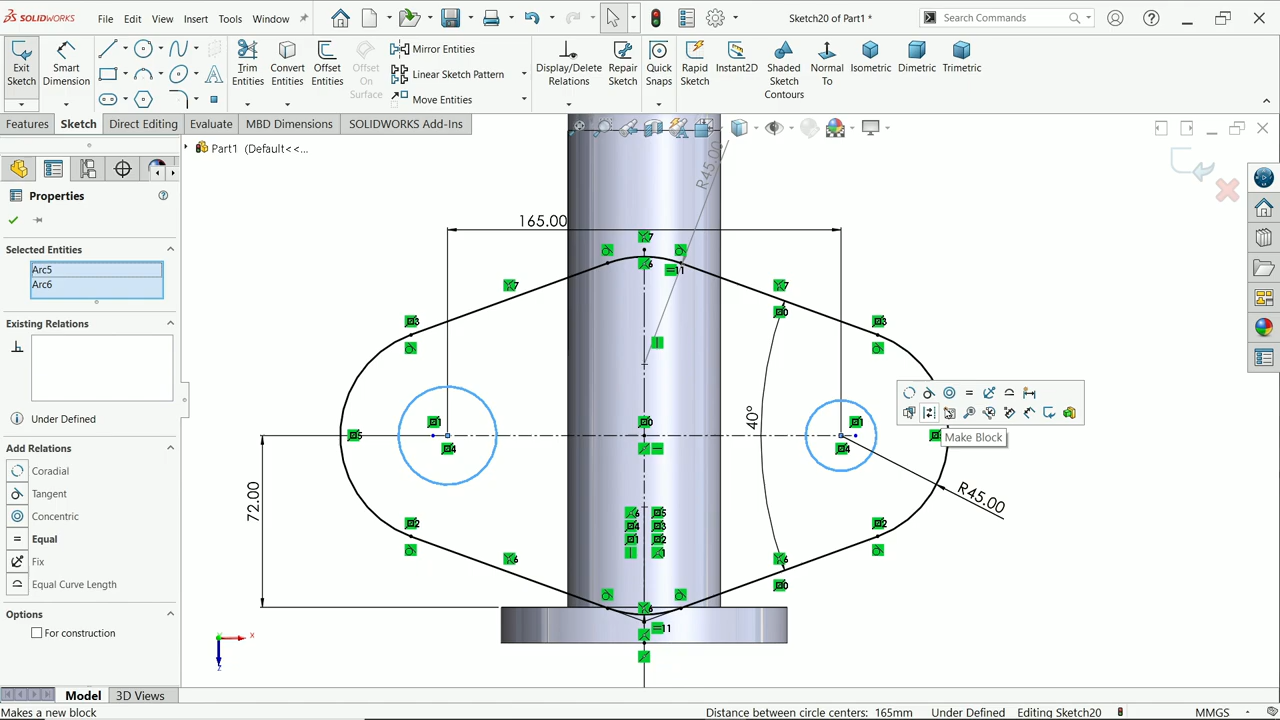 SOLIDWORKS
File Edit View Insert Tools Window
Sketch20 of Part1 *
Search Commands
Exit Sketch
Smart Dimension
Trim Entities
Convert Entities
Offset Entities
Offset On Surface
Mirror Entities
Linear Sketch Pattern
Move Entities
Display/Delete Relations
Repair Sketch
Quick Snaps
Rapid Sketch
Instant2D
Shaded Sketch Contours
Normal To
Isometric
Dimetric
Trimetric
Features Sketch Direct Editing Evaluate MBD Dimensions SOLIDWORKS Add-Ins
Part1 (Default<<...
Properties
Selected Entities
Arc5
Arc6
Existing Relations
Under Defined
Add Relations
Coradial
Tangent
Concentric
Equal
Fix
Equal Curve Length
Options
For construction
165.00
R45.00
40°
72.00
R45.00
Make Block
Model 3D Views
Makes a new block
Distance between circle centers: 165mm Under Defined Editing Sketch20 MMGS